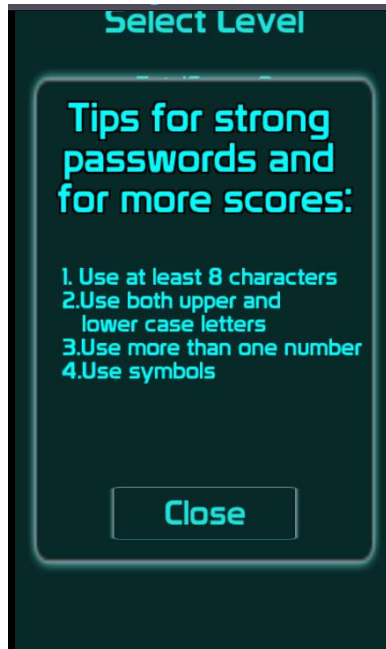 Select Level
Tips for strong
passwords and
for more scores:
1. Use at least 8 characters
2.Use both upper and
lower case letters
3.Use more than one number
4.Use symbols
Close